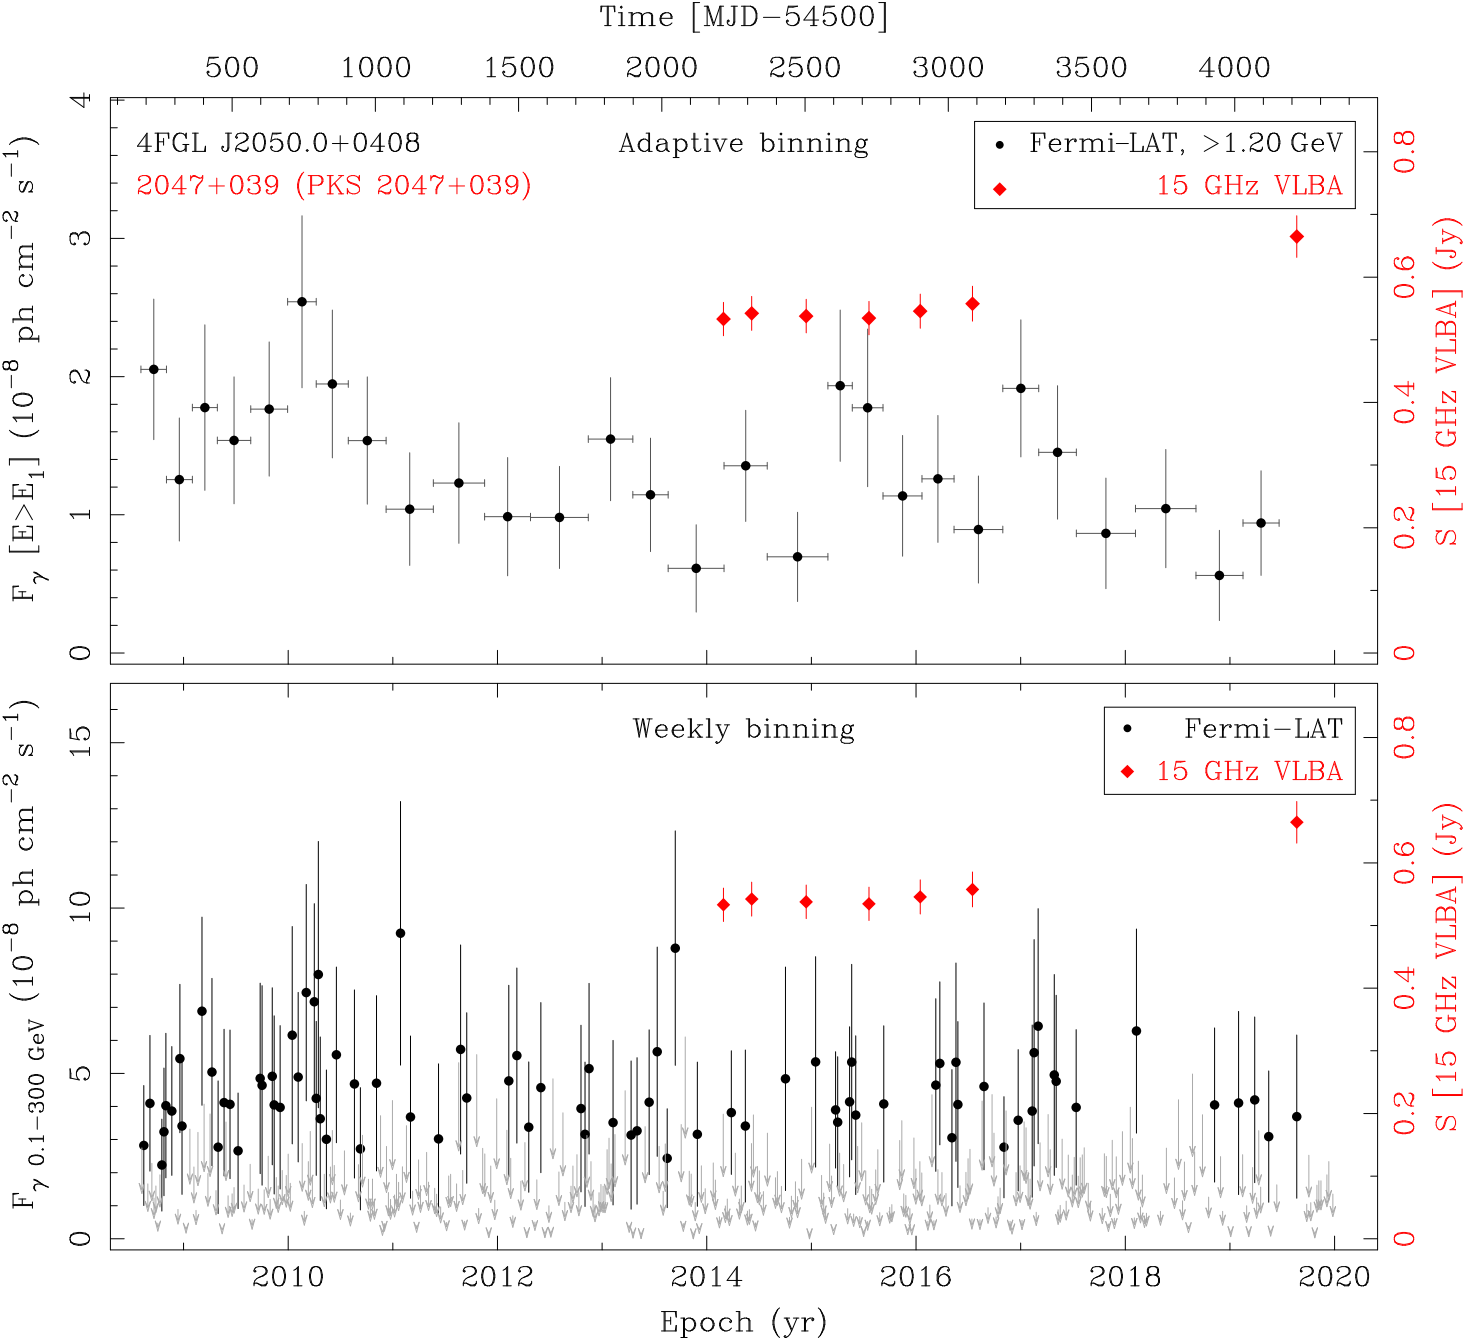 Time [MJD−54500]
500 1000 1500 2000 2500 3000 3500 4000
4FGL J2050.0+0408
2047+039 (PKS 2047+039)
Adaptive binning
Fermi−LAT, >1.20 GeV
15 GHz VLBA
F γ [E>E1] (10−8 ph cm−2 s−1)
0 1 2 3 4
S [15 GHz VLBA] (Jy)
0 0.2 0.4 0.6 0.8
Weekly binning
Fermi−LAT
15 GHz VLBA
F γ 0.1−300 GeV (10−8 ph cm−2 s−1)
0 5 10 15
S [15 GHz VLBA] (Jy)
0 0.2 0.4 0.6 0.8
2010 2012 2014 2016 2018 2020
Epoch (yr)